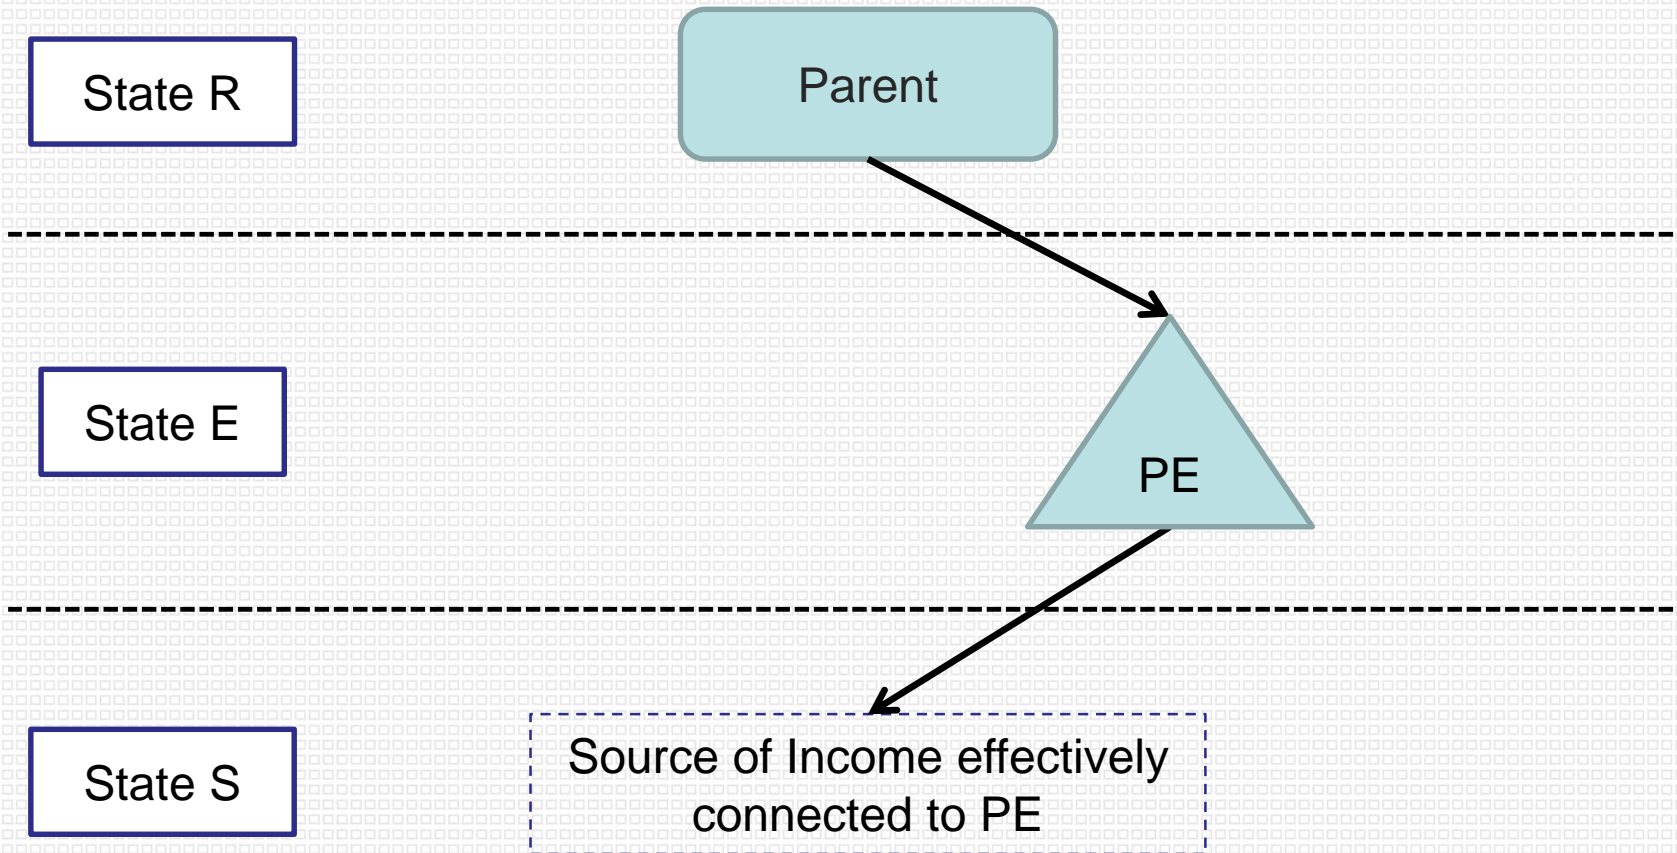 State R
Parent
State E
PE
State S
Source of Income effectively
connected to PE